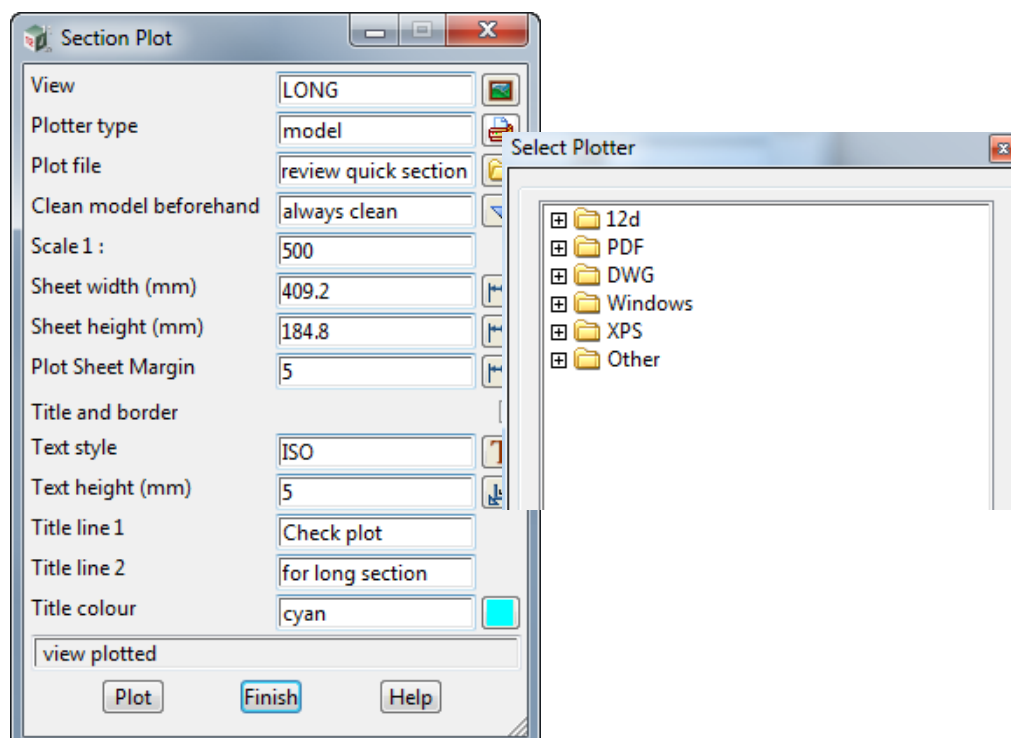 Section Plot
View LONG
Plotter type model
Plot file review quick section
Clean model beforehand always clean
Scale 1 : 500
Sheet width (mm) 409.2
Sheet height (mm) 184.8
Plot Sheet Margin 5
Title and border
Text style ISO
Text height (mm) 5
Title line 1 Check plot
Title line 2 for long section
Title colour cyan
view plotted
Plot Finish Help
Select Plotter
12d
PDF
DWG
Windows
XPS
Other